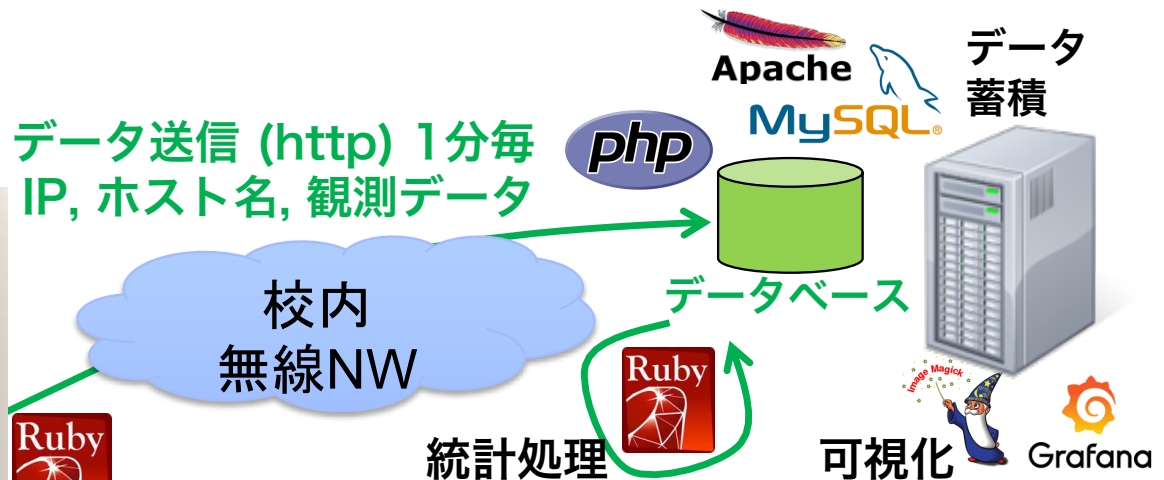 Apache
MySQL®
データ
蓄積
データ送信 (http) 1分毎
IP, ホスト名, 観測データ
php
データベース
校内
無線NW
Ruby
Ruby
統計処理
Image Magick
可視化
Grafana